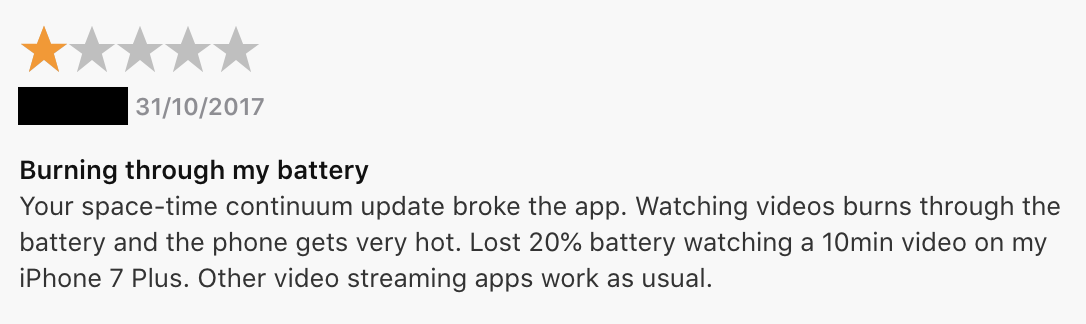 31/10/2017
Burning through my battery
Your space-time continuum update broke the app. Watching videos burns through the
battery and the phone gets very hot. Lost 20% battery watching a 10min video on my
iPhone 7 Plus. Other video streaming apps work as usual.